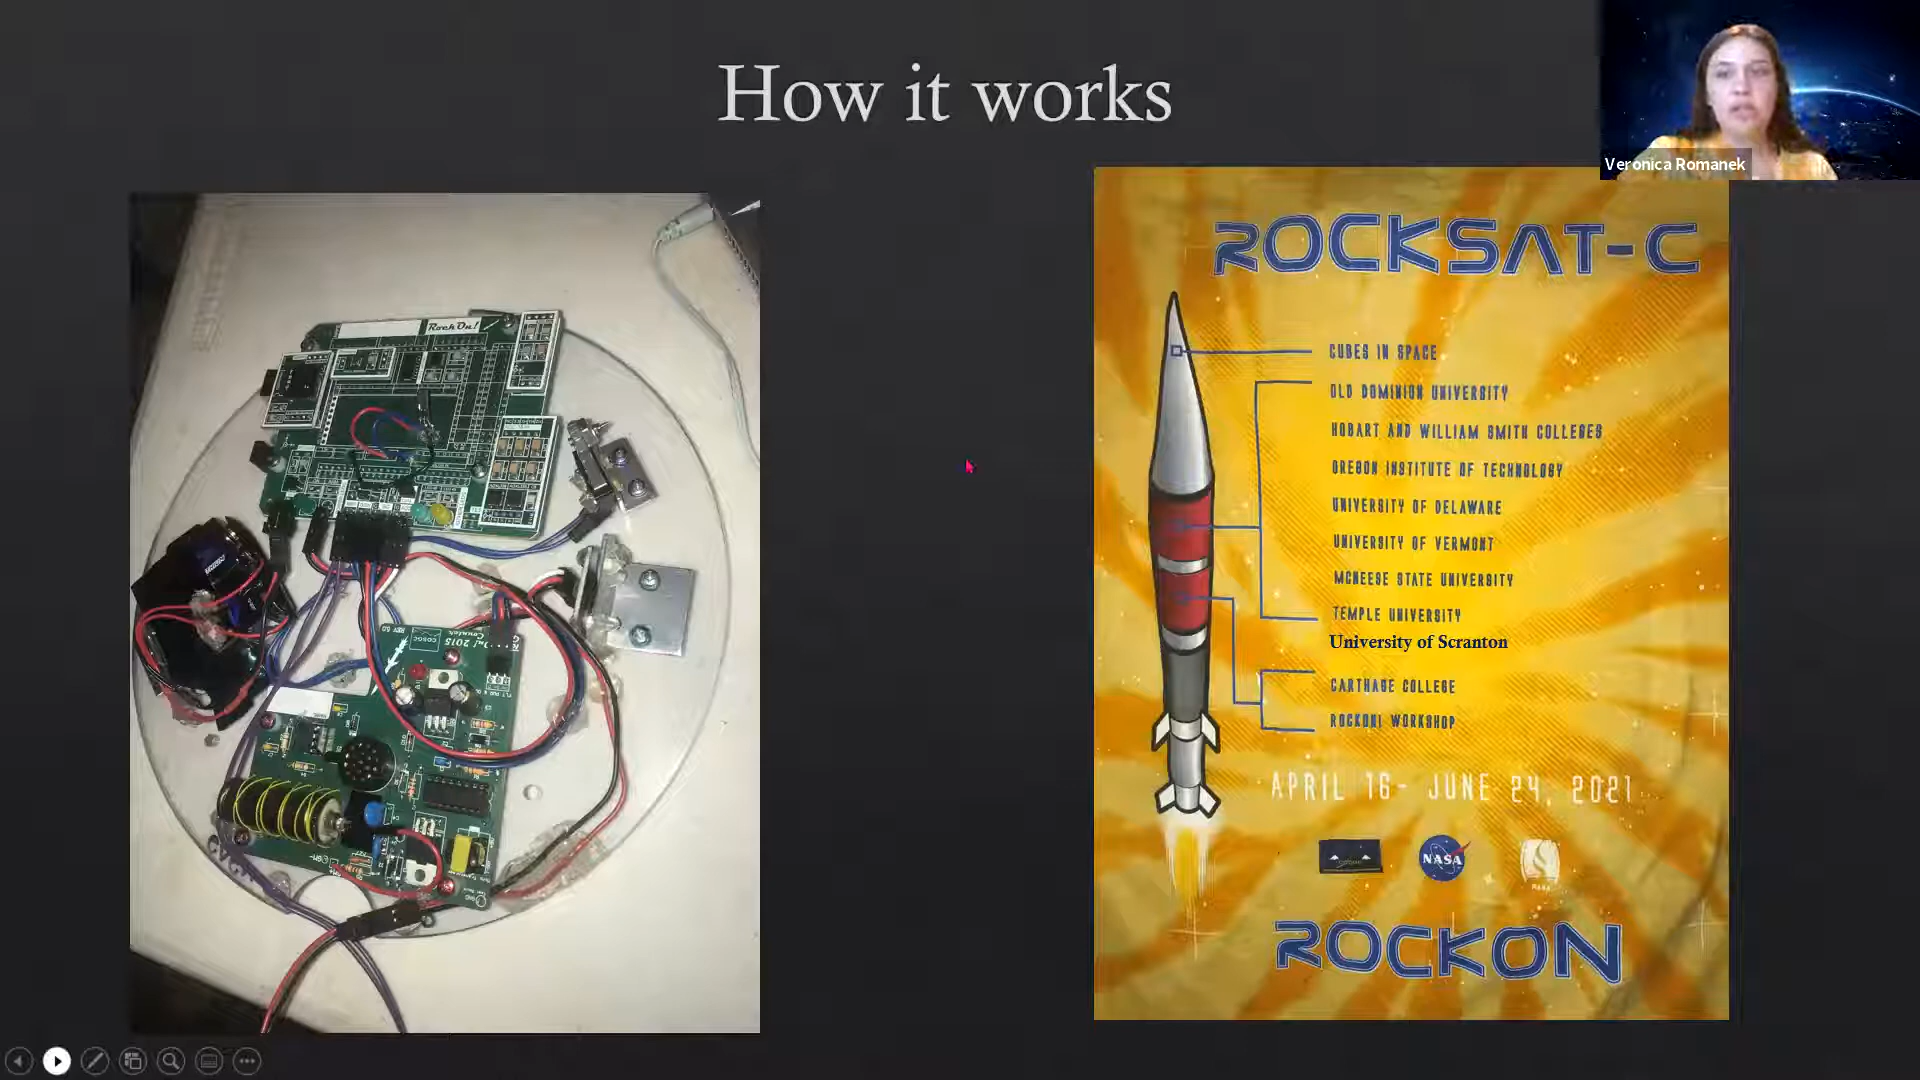 How it works
Veronica Romanek
RockOn!
ROCKSAT-C
CUBES IN SPACE
OLD DOMINION UNIVERSITY
HOBART AND WILLIAM SMITH COLLEGES
OREGON INSTITUTE OF TECHNOLOGY
UNIVERSITY OF DELAWARE
UNIVERSITY OF VERMONT
MCNEESE STATE UNIVERSITY
TEMPLE UNIVERSITY
University of Scranton
CARTHAGE COLLEGE
ROCKON! WORKSHOP
APRIL 16- JUNE 24, 2021
NASA
ROCKON